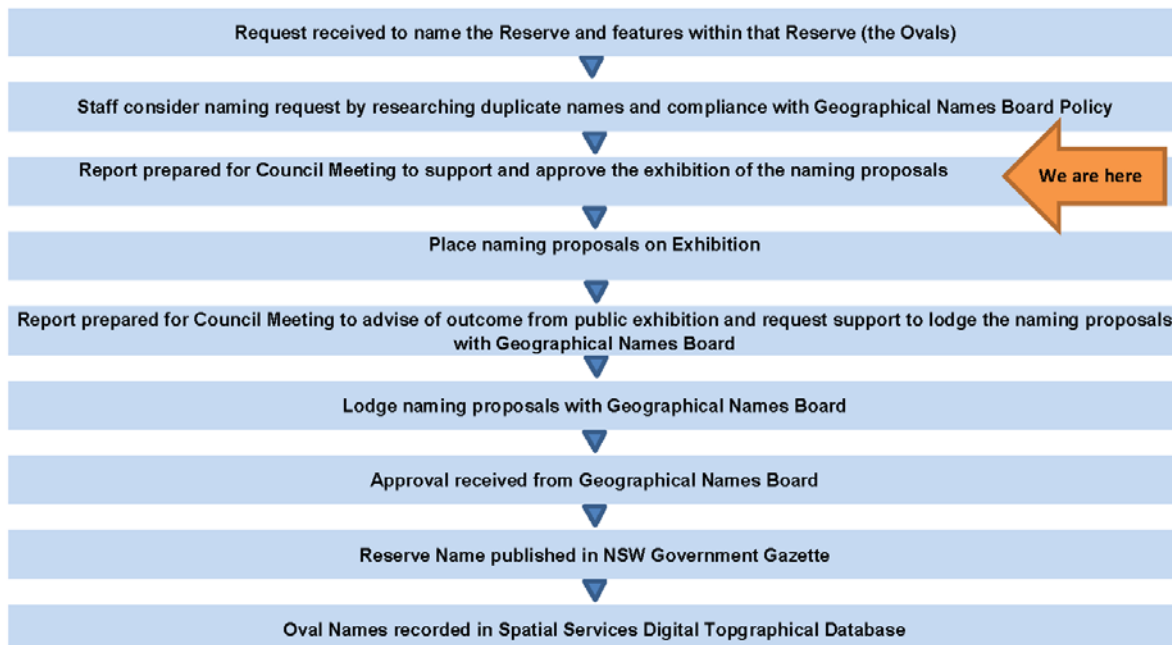 Request received to name the Reserve and features within that Reserve (the Ovals)
Staff consider naming request by researching duplicate names and compliance with Geographical Names Board Policy
Report prepared for Council Meeting to support and approve the exhibition of the naming proposals
We are here
Place naming proposals on Exhibition
Report prepared for Council Meeting to advise of outcome from public exhibition and request support to lodge the naming proposals
with Geographical Names Board
Lodge naming proposals with Geographical Names Board
Approval received from Geographical Names Board
Reserve Name published in NSW Government Gazette
Oval Names recorded in Spatial Services Digital Topgraphical Database